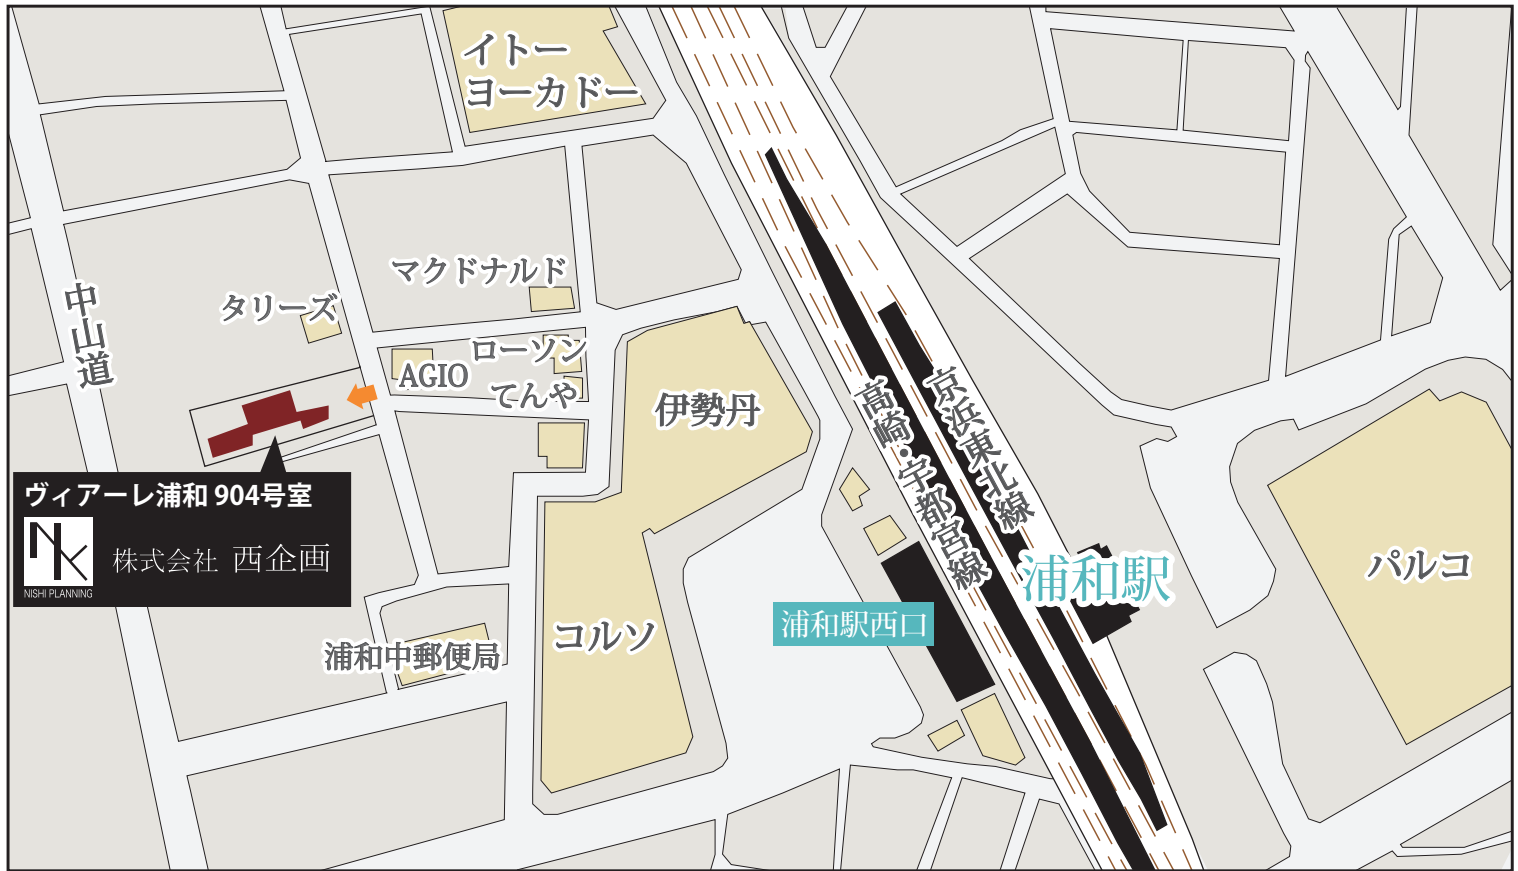 イトー
ヨーカドー
マクドナルド
タリーズ
中山道
ローソン
AGIO
てんや
伊勢丹
高崎・宇都宮線
京浜東北線
ヴィアーレ浦和 904号室
NK
株式会社 西企画
NISHI PLANNING
浦和駅
パルコ
浦和駅西口
コルソ
浦和中郵便局